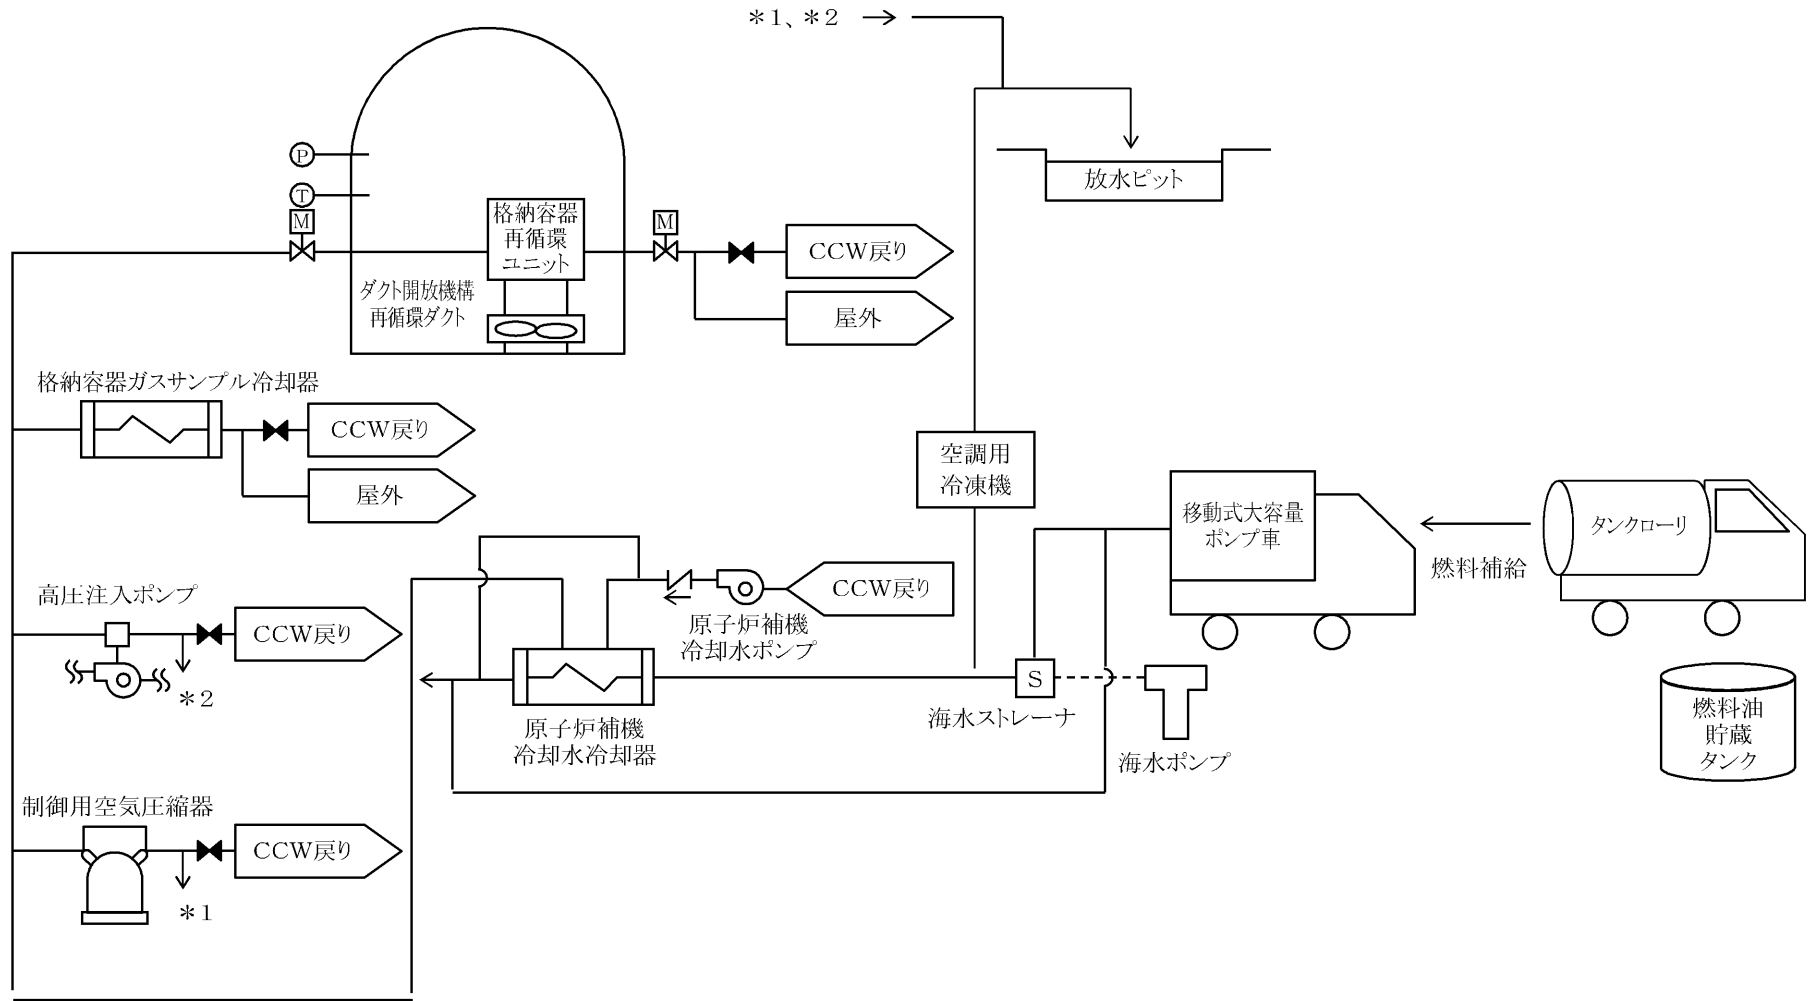 ＊１、＊２
P
T
M
格納容器
再循環
ユニット
M
CCW戻り
屋外
ダクト開放機構
再循環ダクト
放水ピット
格納容器ガスサンプル冷却器
CCW戻り
屋外
空調用
冷凍機
移動式大容量
ポンプ車
タンクローリ
燃料補給
高圧注入ポンプ
CCW戻り
＊２
CCW戻り
原子炉補機
冷却水ポンプ
原子炉補機
冷却水冷却器
S
海水ストレーナ
海水ポンプ
燃料油
貯蔵
タンク
制御用空気圧縮器
CCW戻り
＊１